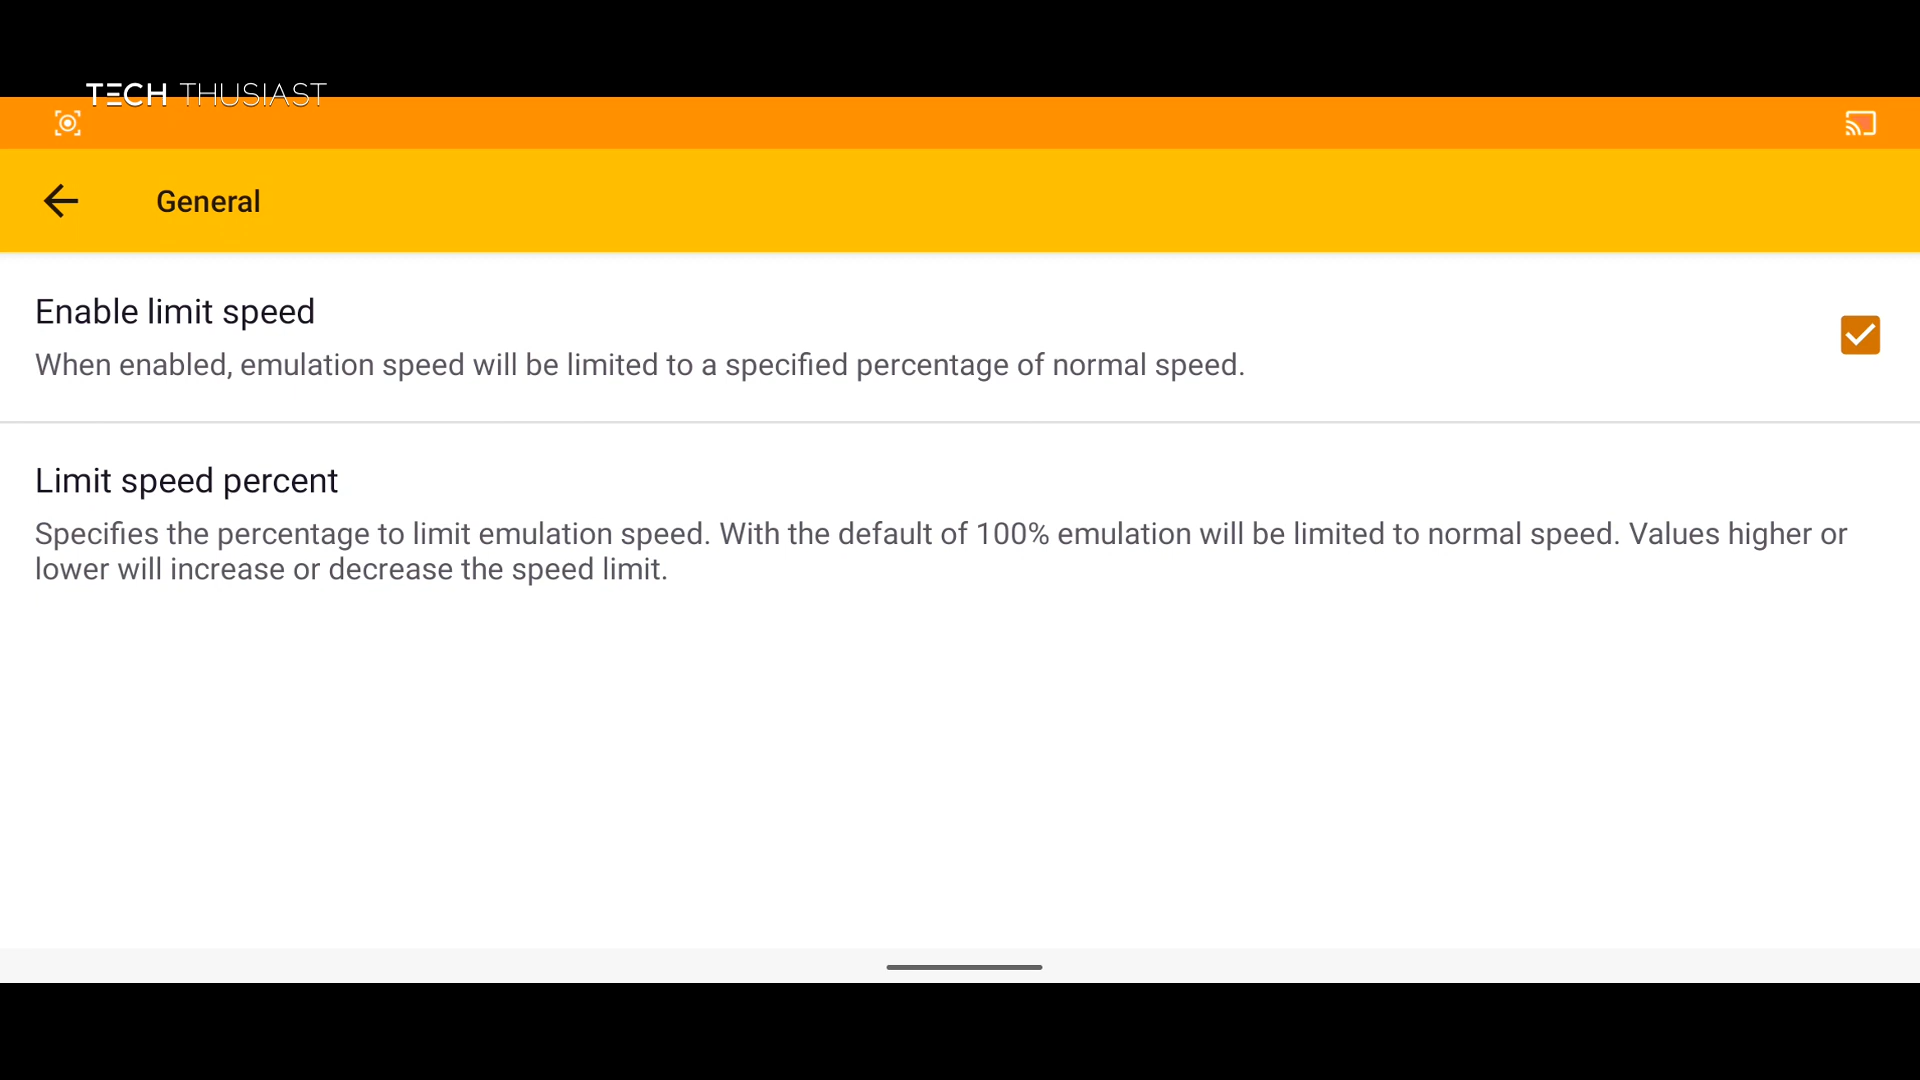 TECH THUSIAST
General
Enable limit speed
When enabled, emulation speed will be limited to a specified percentage of normal speed.
Limit speed percent
Specifies the percentage to limit emulation speed. With the default of 100% emulation will be limited to normal speed. Values higher or
lower will increase or decrease the speed limit.